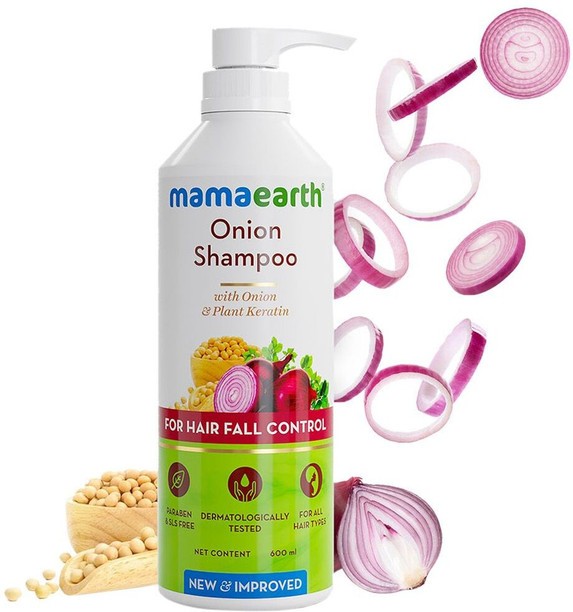 mamaearth®
Onion
Shampoo
with Onion
& Plant Keratin
FOR HAIR FALL CONTROL
PARABEN
& SLS FREE
DERMATOLOGICALLY
TESTED
FOR ALL
HAIR TYPES
NET CONTENT 600 ml
NEW & IMPROVED